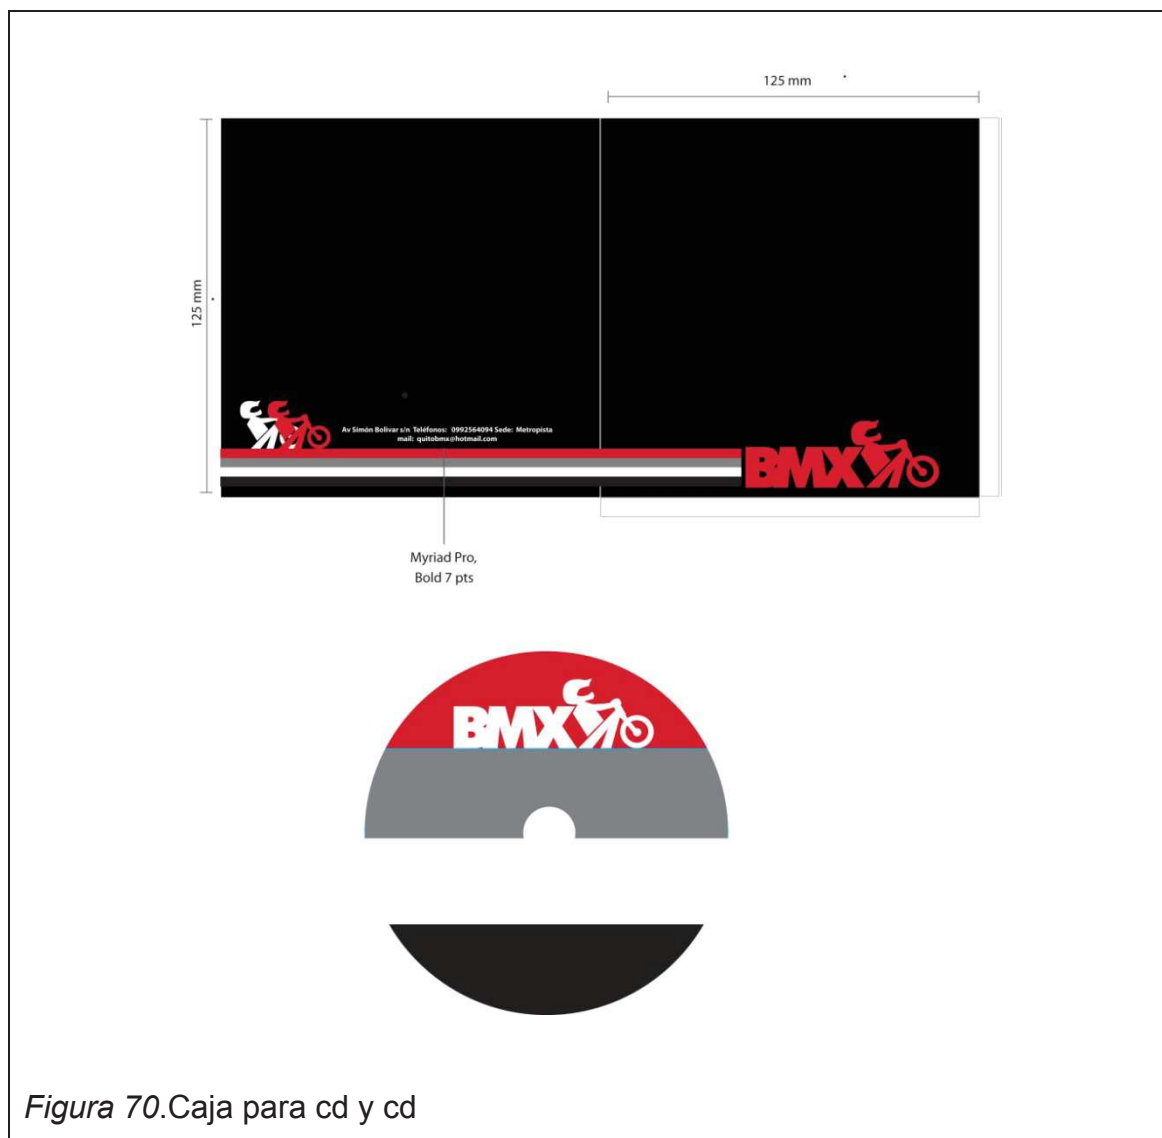 125 mm
125 mm
Av Simón Bolivar s/n Teléfonos: 0992564094 Sede: Metropista
mail: quitobmx@hotmail.com
BMX
Myriad Pro,
Bold 7 pts
BMX
Figura 70.Caja para cd y cd